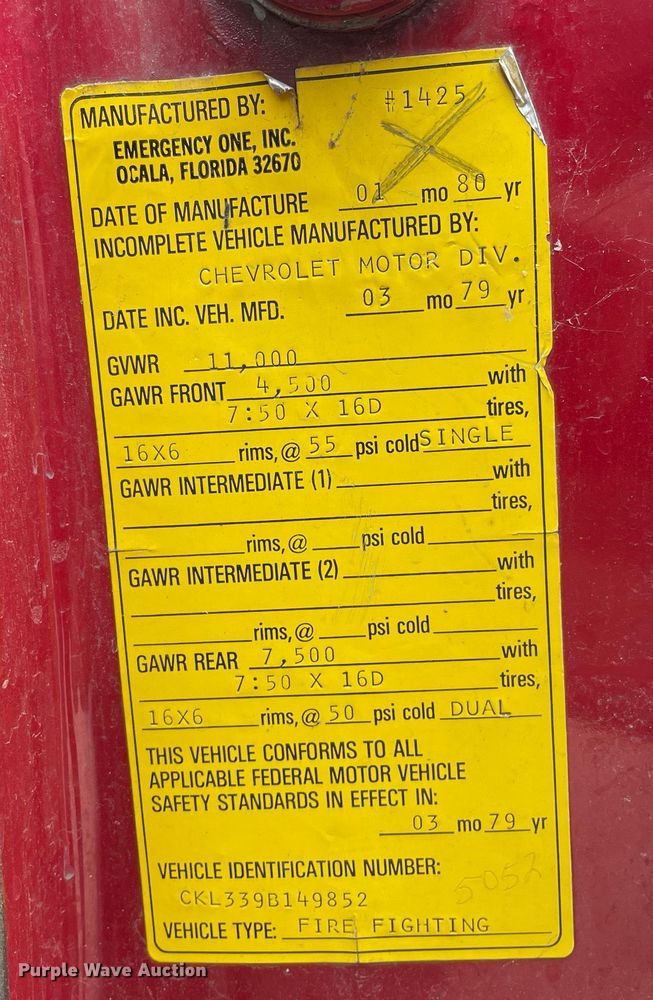 MANUFACTURED BY: #1425
EMERGENCY ONE, INC.
OCALA, FLORIDA 32670
DATE OF MANUFACTURE 01 mo 80 yr
INCOMPLETE VEHICLE MANUFACTURED BY:
CHEVROLET MOTOR DIV.
DATE INC. VEH. MFD. 03 mo 79 yr
GVWR 11,000
GAWR FRONT 4,500 with
7:50 X 16D tires,
16X6 rims, @ 55 psi cold SINGLE
GAWR INTERMEDIATE (1) with
tires,
rims, @ psi cold
GAWR INTERMEDIATE (2) with
tires,
rims, @ psi cold
GAWR REAR 7,500 with
7:50 X 16D tires,
16X6 rims, @ 50 psi cold DUAL
THIS VEHICLE CONFORMS TO ALL
APPLICABLE FEDERAL MOTOR VEHICLE
SAFETY STANDARDS IN EFFECT IN:
03 mo 79 yr
VEHICLE IDENTIFICATION NUMBER:
5052
CKL339B149852
VEHICLE TYPE: FIRE FIGHTING
Purple Wave Auction